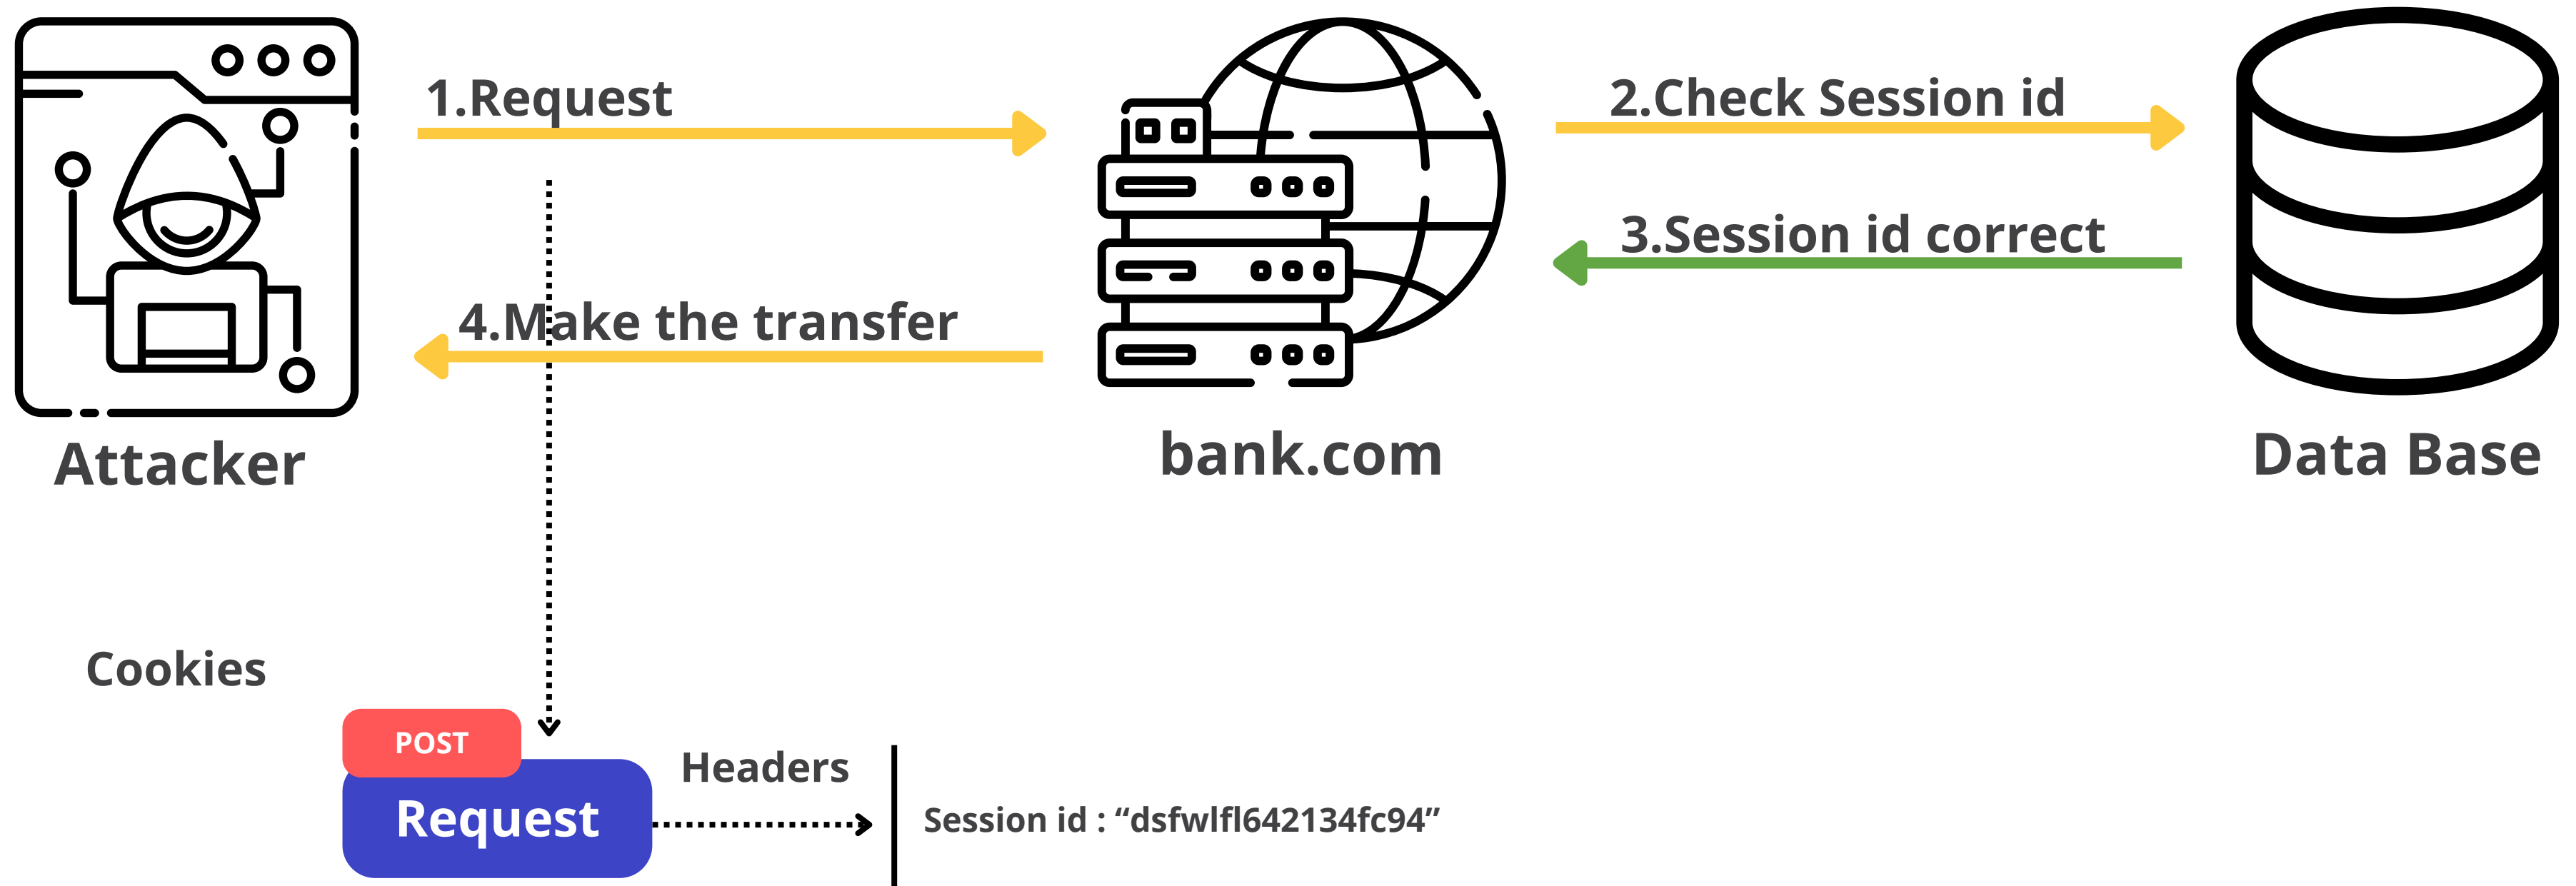 1.Request
2.Check Session id
3.Session id correct
4.Make the transfer
Attacker
bank.com
Data Base
Cookies
POST
Request
Headers
Session id : “dsfwlfl642134fc94”